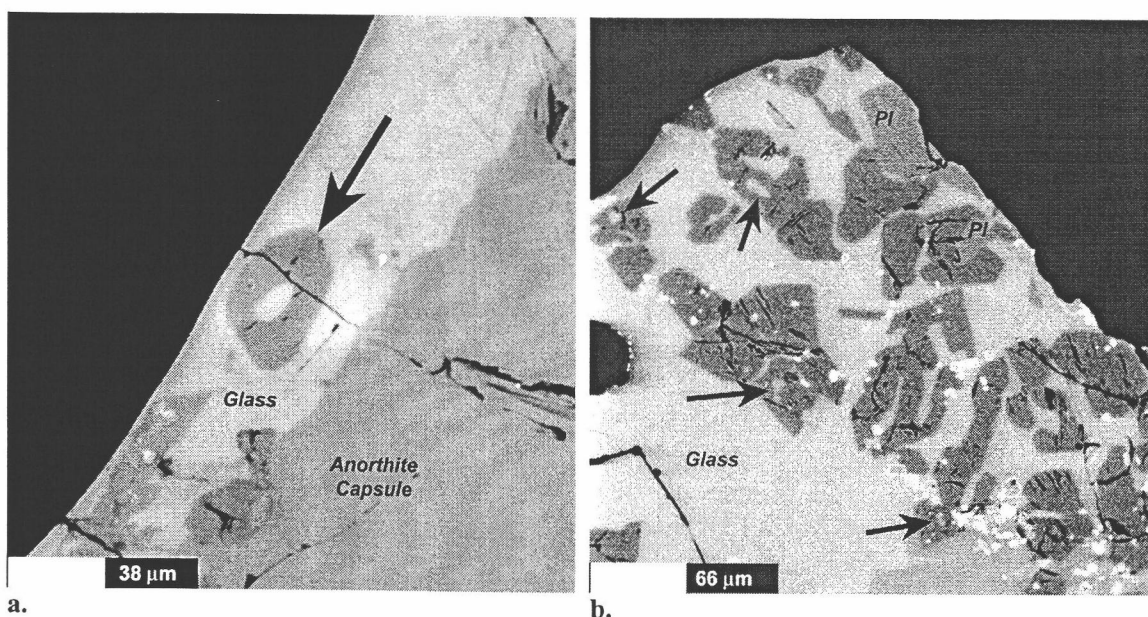 Glass
Anorthite
Capsule
38 μm
a.
Pl
Pl
Glass
66 μm
b.